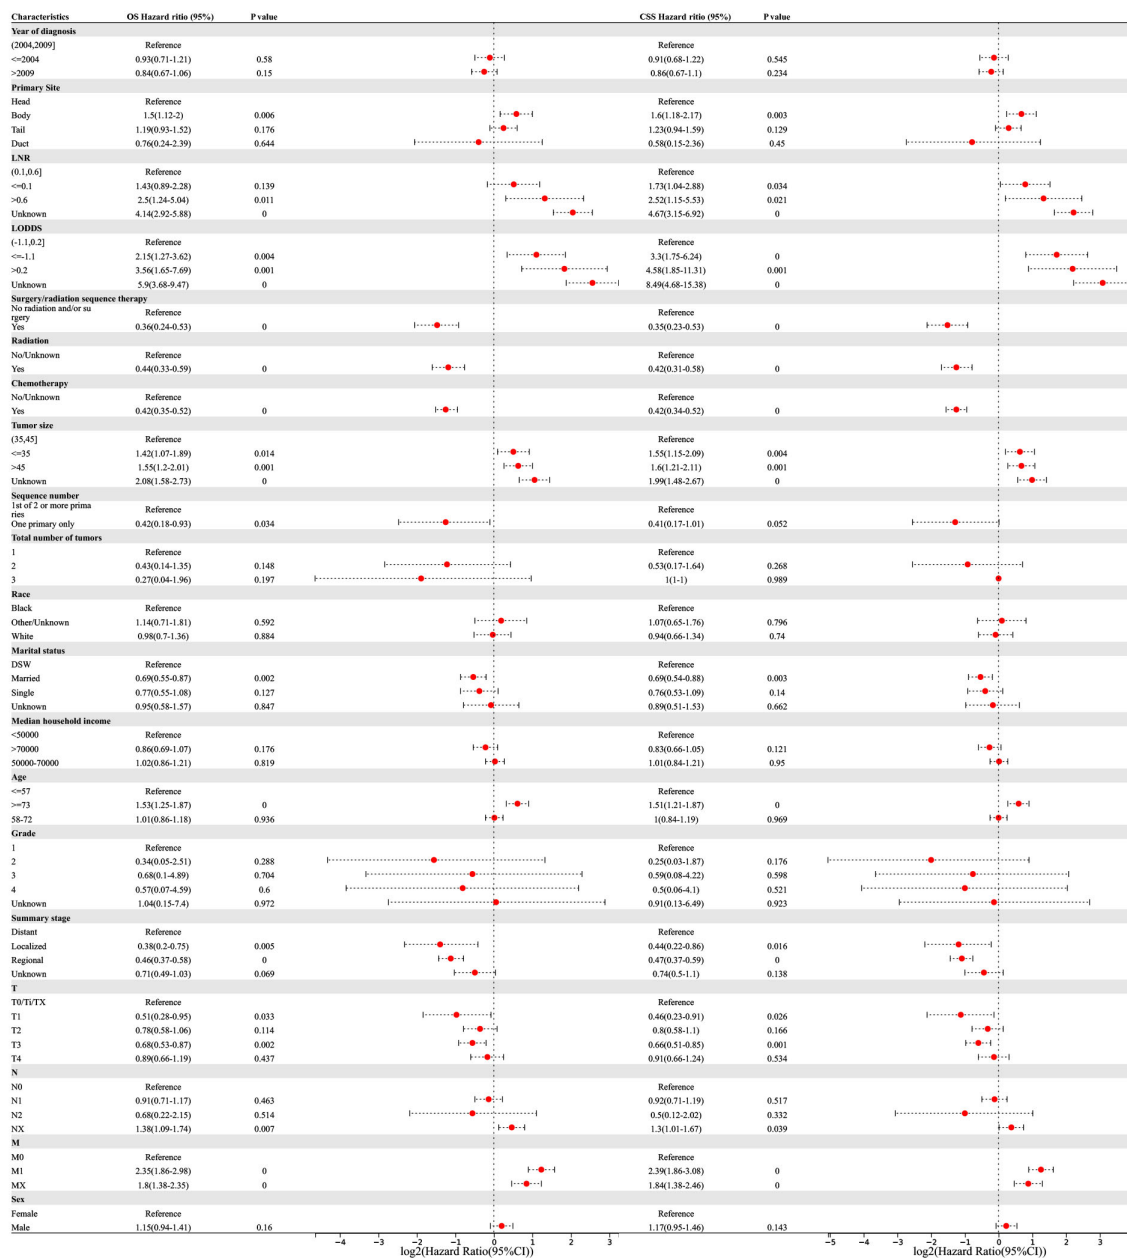 Characteristics OS Hazard ritio (95%) P value CSS Hazard ritio (95%) P value
Year of diagnosis
(2004,2009] Reference Reference
<=2004 0.93(0.71-1.21) 0.58 0.91(0.68-1.22) 0.545
>2009 0.84(0.67-1.06) 0.15 0.86(0.67-1.1) 0.234
Primary Site
Head Reference Reference
Body 1.5(1.12-2) 0.006 1.6(1.18-2.17) 0.003
Tail 1.19(0.93-1.52) 0.176 1.23(0.94-1.59) 0.129
Duct 0.76(0.24-2.39) 0.644 0.58(0.15-2.36) 0.45
LNR
(0.1,0.6] Reference Reference
<=0.1 1.43(0.89-2.28) 0.139 1.73(1.04-2.88) 0.034
>0.6 2.5(1.24-5.04) 0.011 2.52(1.15-5.53) 0.021
Unknown 4.14(2.92-5.88) 0 4.67(3.15-6.92) 0
LODDS
(-1.1,0.2] Reference Reference
<=-1.1 2.15(1.27-3.62) 0.004 3.3(1.75-6.24) 0
>0.2 3.56(1.65-7.69) 0.001 4.58(1.85-11.31) 0.001
Unknown 5.9(3.68-9.47) 0 8.49(4.68-15.38) 0
Surgery/radiation sequence therapy
No radiation and/or su
rgery Reference Reference
Yes 0.36(0.24-0.53) 0 0.35(0.23-0.53) 0
Radiation
No/Unknown Reference Reference
Yes 0.44(0.33-0.59) 0 0.42(0.31-0.58) 0
Chemotherapy
No/Unknown Reference Reference
Yes 0.42(0.35-0.52) 0 0.42(0.34-0.52) 0
Tumor size
(35,45] Reference Reference
<=35 1.42(1.07-1.89) 0.014 1.55(1.15-2.09) 0.004
>45 1.55(1.2-2.01) 0.001 1.6(1.21-2.11) 0.001
Unknown 2.08(1.58-2.73) 0 1.99(1.48-2.67) 0
Sequence number
1st of 2 or more prima
ries Reference Reference
One primary only 0.42(0.18-0.93) 0.034 0.41(0.17-1.01) 0.052
Total number of tumors
1 Reference Reference
2 0.43(0.14-1.35) 0.148 0.53(0.17-1.64) 0.268
3 0.27(0.04-1.96) 0.197 1(1-1) 0.989
Race
Black Reference Reference
Other/Unknown 1.14(0.71-1.81) 0.592 1.07(0.65-1.76) 0.796
White 0.98(0.7-1.36) 0.884 0.94(0.66-1.34) 0.74
Marital status
DSW Reference Reference
Married 0.69(0.55-0.87) 0.002 0.69(0.54-0.88) 0.003
Single 0.77(0.55-1.08) 0.127 0.76(0.53-1.09) 0.14
Unknown 0.95(0.58-1.57) 0.847 0.89(0.51-1.53) 0.662
Median household income
<50000 Reference Reference
>70000 0.86(0.69-1.07) 0.176 0.83(0.66-1.05) 0.121
50000-70000 1.02(0.86-1.21) 0.819 1.01(0.84-1.21) 0.95
Age
<=57 Reference Reference
>=73 1.53(1.25-1.87) 0 1.51(1.21-1.87) 0
58-72 1.01(0.86-1.18) 0.936 1(0.84-1.19) 0.969
Grade
1 Reference Reference
2 0.34(0.05-2.51) 0.288 0.25(0.03-1.87) 0.176
3 0.68(0.1-4.89) 0.704 0.59(0.08-4.22) 0.598
4 0.57(0.07-4.59) 0.6 0.5(0.06-4.1) 0.521
Unknown 1.04(0.15-7.4) 0.972 0.91(0.13-6.49) 0.923
Summary stage
Distant Reference Reference
Localized 0.38(0.2-0.75) 0.005 0.44(0.22-0.86) 0.016
Regional 0.46(0.37-0.58) 0 0.47(0.37-0.59) 0
Unknown 0.71(0.49-1.03) 0.069 0.74(0.5-1.1) 0.138
T
T0/Ti/TX Reference Reference
T1 0.51(0.28-0.95) 0.033 0.46(0.23-0.91) 0.026
T2 0.78(0.58-1.06) 0.114 0.8(0.58-1.1) 0.166
T3 0.68(0.53-0.87) 0.002 0.66(0.51-0.85) 0.001
T4 0.89(0.66-1.19) 0.437 0.91(0.66-1.24) 0.534
N
N0 Reference Reference
N1 0.91(0.71-1.17) 0.463 0.92(0.71-1.19) 0.517
N2 0.68(0.22-2.15) 0.514 0.5(0.12-2.02) 0.332
NX 1.38(1.09-1.74) 0.007 1.3(1.01-1.67) 0.039
M
M0 Reference Reference
M1 2.35(1.86-2.98) 0 2.39(1.86-3.08) 0
MX 1.8(1.38-2.35) 0 1.84(1.38-2.46) 0
Sex
Female Reference Reference
Male 1.15(0.94-1.41) 0.16 1.17(0.95-1.46) 0.143
−4 −3 −2 −1 0 1 2 3 −5 −4 −3 −2 −1 0 1 2 3
log2(Hazard Ratio(95%CI)) log2(Hazard Ratio(95%CI))